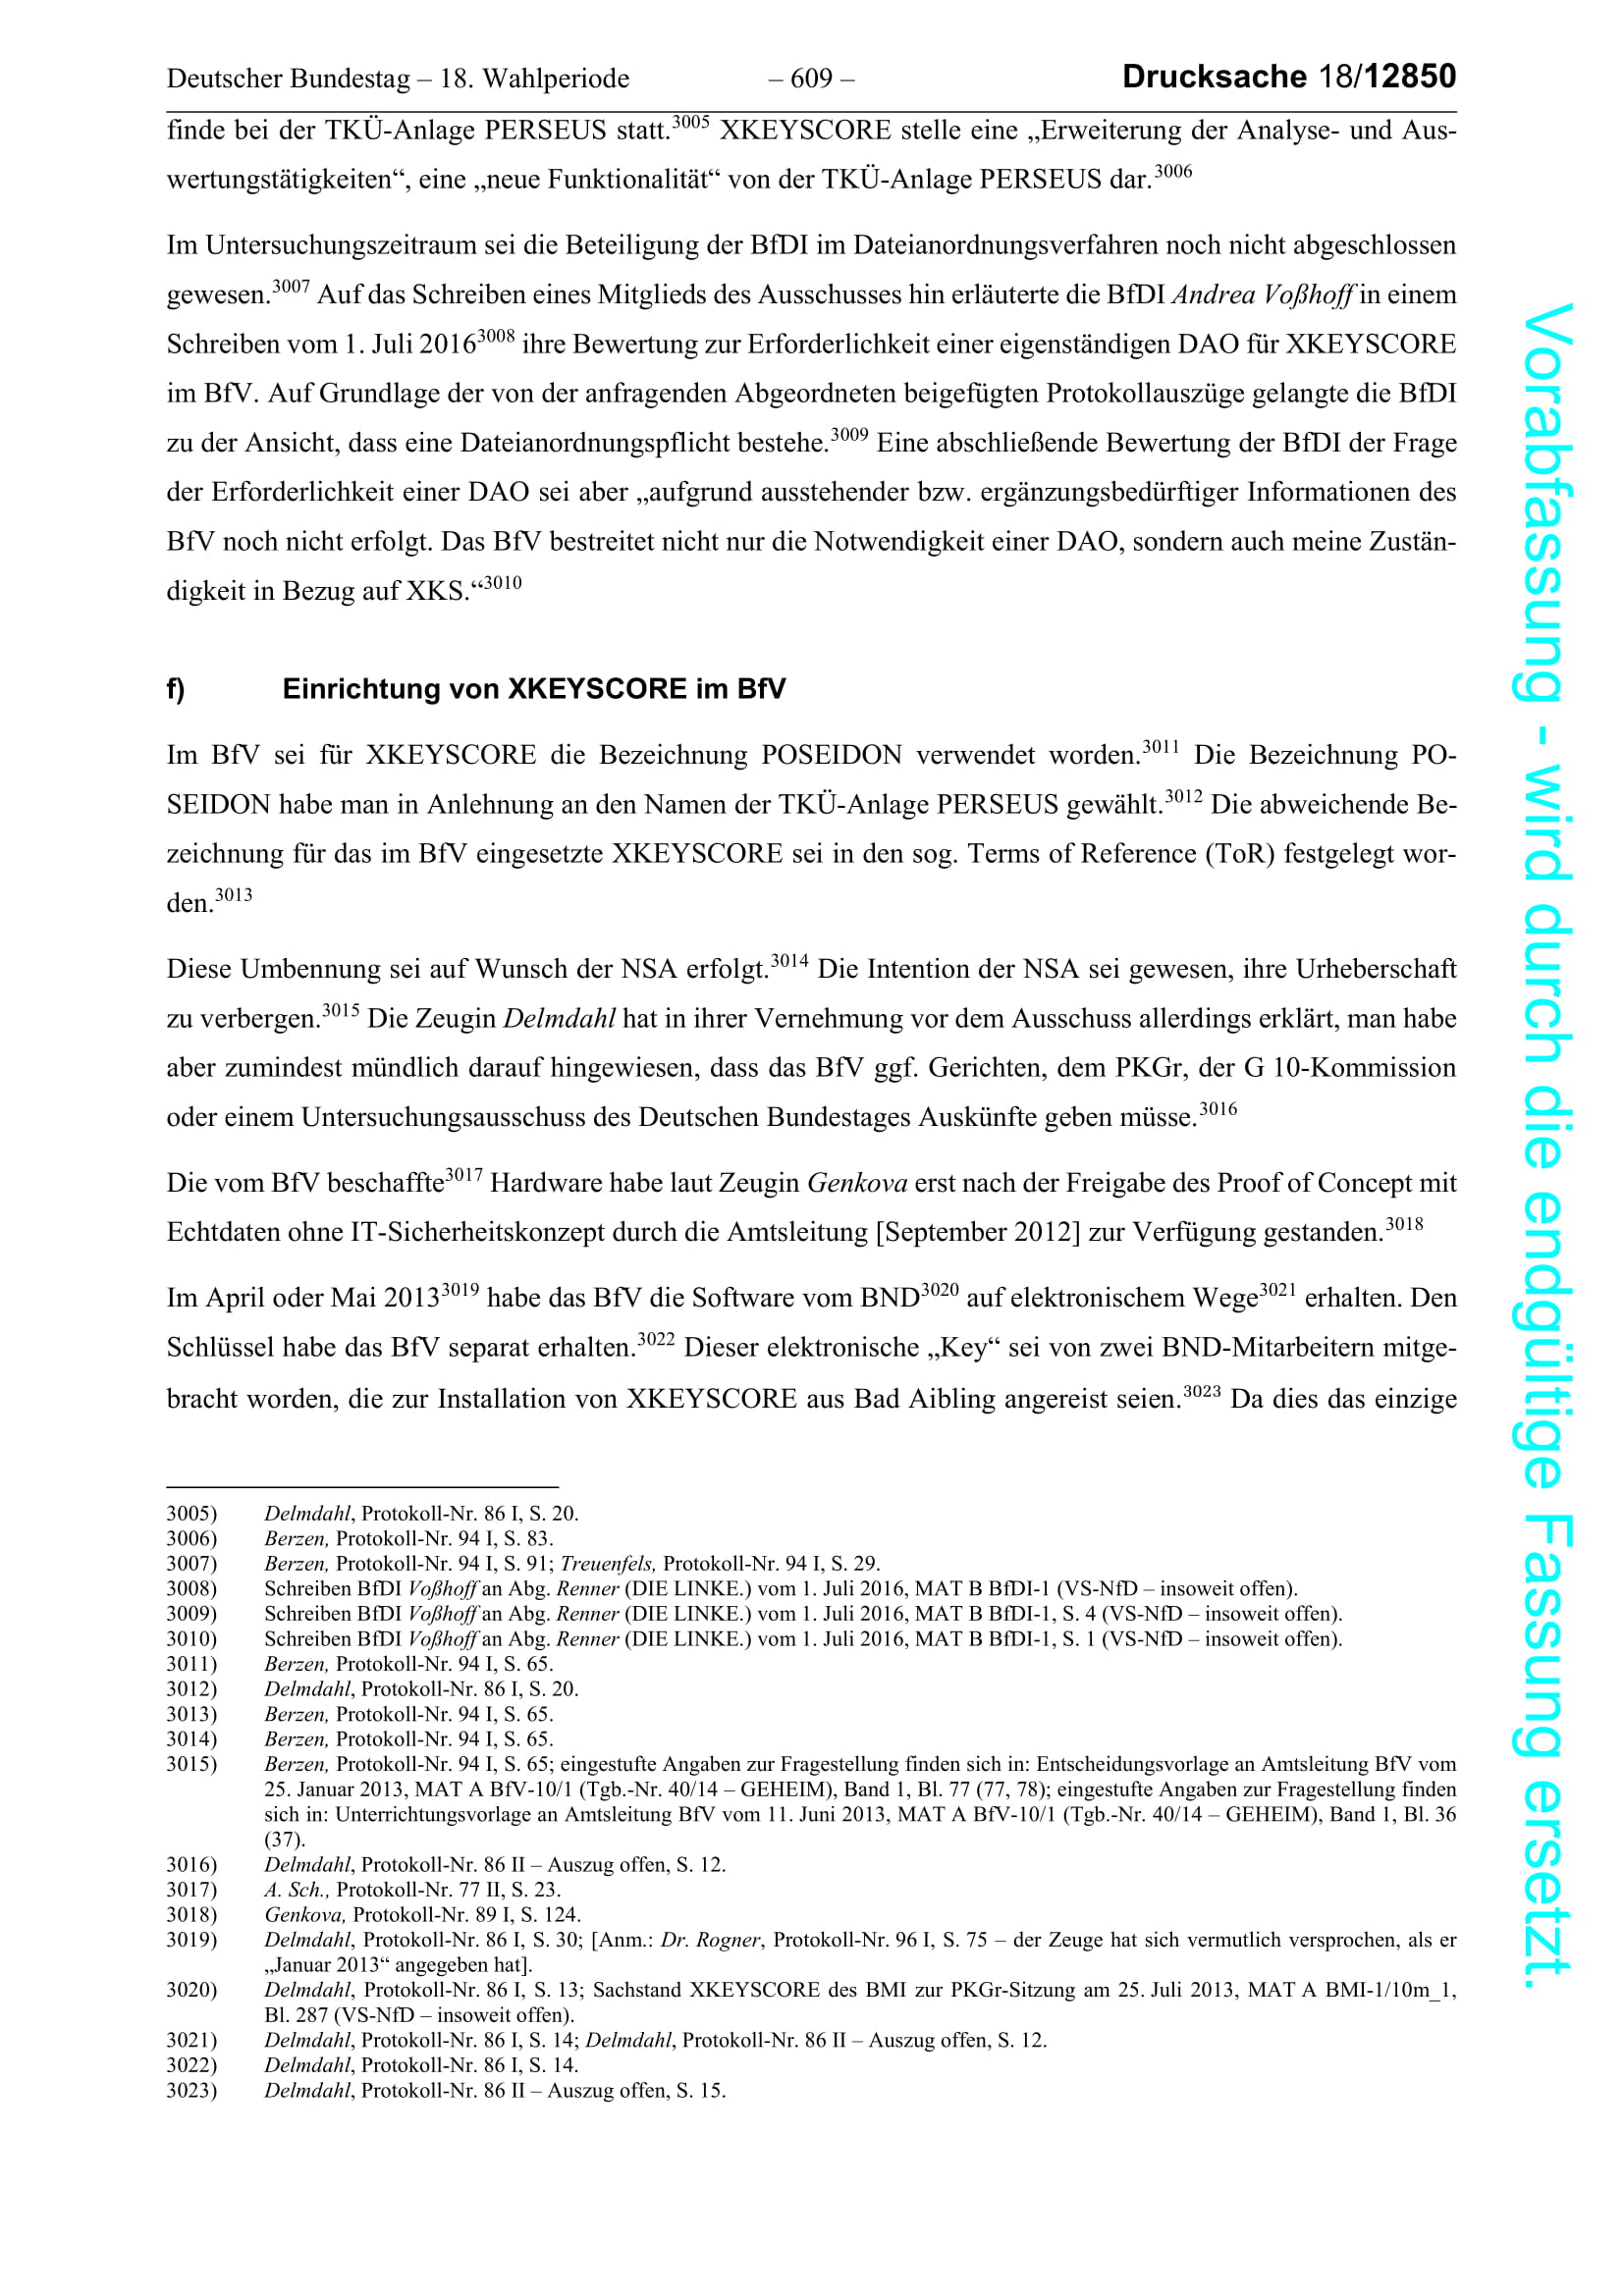 Deutscher Bundestag – 18. Wahlperiode – 609 – Drucksache 18/12850
finde bei der TKÜ-Anlage PERSEUS statt.3005 XKEYSCORE stelle eine „Erweiterung der Analyse- und Aus-
wertungstätigkeiten“, eine „neue Funktionalität“ von der TKÜ-Anlage PERSEUS dar.3006
Im Untersuchungszeitraum sei die Beteiligung der BfDI im Dateianordnungsverfahren noch nicht abgeschlossen
gewesen.3007 Auf das Schreiben eines Mitglieds des Ausschusses hin erläuterte die BfDI Andrea Voßhoff in einem
Schreiben vom 1. Juli 20163008 ihre Bewertung zur Erforderlichkeit einer eigenständigen DAO für XKEYSCORE
im BfV. Auf Grundlage der von der anfragenden Abgeordneten beigefügten Protokollauszüge gelangte die BfDI
zu der Ansicht, dass eine Dateianordnungspflicht bestehe.3009 Eine abschließende Bewertung der BfDI der Frage
der Erforderlichkeit einer DAO sei aber „aufgrund ausstehender bzw. ergänzungsbedürftiger Informationen des
BfV noch nicht erfolgt. Das BfV bestreitet nicht nur die Notwendigkeit einer DAO, sondern auch meine Zustän-
digkeit in Bezug auf XKS.“3010
f) Einrichtung von XKEYSCORE im BfV
Im BfV sei für XKEYSCORE die Bezeichnung POSEIDON verwendet worden.3011 Die Bezeichnung PO-
SEIDON habe man in Anlehnung an den Namen der TKÜ-Anlage PERSEUS gewählt.3012 Die abweichende Be-
zeichnung für das im BfV eingesetzte XKEYSCORE sei in den sog. Terms of Reference (ToR) festgelegt wor-
den.3013
Diese Umbennung sei auf Wunsch der NSA erfolgt.3014 Die Intention der NSA sei gewesen, ihre Urheberschaft
zu verbergen.3015 Die Zeugin Delmdahl hat in ihrer Vernehmung vor dem Ausschuss allerdings erklärt, man habe
aber zumindest mündlich darauf hingewiesen, dass das BfV ggf. Gerichten, dem PKGr, der G 10-Kommission
oder einem Untersuchungsausschuss des Deutschen Bundestages Auskünfte geben müsse.3016
Die vom BfV beschaffte3017 Hardware habe laut Zeugin Genkova erst nach der Freigabe des Proof of Concept mit
Echtdaten ohne IT-Sicherheitskonzept durch die Amtsleitung [September 2012] zur Verfügung gestanden.3018
Im April oder Mai 20133019 habe das BfV die Software vom BND3020 auf elektronischem Wege3021 erhalten. Den
Schlüssel habe das BfV separat erhalten.3022 Dieser elektronische „Key“ sei von zwei BND-Mitarbeitern mitge-
bracht worden, die zur Installation von XKEYSCORE aus Bad Aibling angereist seien.3023 Da dies das einzige
3005) Delmdahl, Protokoll-Nr. 86 I, S. 20.
3006) Berzen, Protokoll-Nr. 94 I, S. 83.
3007) Berzen, Protokoll-Nr. 94 I, S. 91; Treuenfels, Protokoll-Nr. 94 I, S. 29.
3008) Schreiben BfDI Voßhoff an Abg. Renner (DIE LINKE.) vom 1. Juli 2016, MAT B BfDI-1 (VS-NfD – insoweit offen).
3009) Schreiben BfDI Voßhoff an Abg. Renner (DIE LINKE.) vom 1. Juli 2016, MAT B BfDI-1, S. 4 (VS-NfD – insoweit offen).
3010) Schreiben BfDI Voßhoff an Abg. Renner (DIE LINKE.) vom 1. Juli 2016, MAT B BfDI-1, S. 1 (VS-NfD – insoweit offen).
3011) Berzen, Protokoll-Nr. 94 I, S. 65.
3012) Delmdahl, Protokoll-Nr. 86 I, S. 20.
3013) Berzen, Protokoll-Nr. 94 I, S. 65.
3014) Berzen, Protokoll-Nr. 94 I, S. 65.
3015) Berzen, Protokoll-Nr. 94 I, S. 65; eingestufte Angaben zur Fragestellung finden sich in: Entscheidungsvorlage an Amtsleitung BfV vom
25. Januar 2013, MAT A BfV-10/1 (Tgb.-Nr. 40/14 – GEHEIM), Band 1, Bl. 77 (77, 78); eingestufte Angaben zur Fragestellung finden
sich in: Unterrichtungsvorlage an Amtsleitung BfV vom 11. Juni 2013, MAT A BfV-10/1 (Tgb.-Nr. 40/14 – GEHEIM), Band 1, Bl. 36
(37).
3016) Delmdahl, Protokoll-Nr. 86 II – Auszug offen, S. 12.
3017) A. Sch., Protokoll-Nr. 77 II, S. 23.
3018) Genkova, Protokoll-Nr. 89 I, S. 124.
3019) Delmdahl, Protokoll-Nr. 86 I, S. 30; [Anm.: Dr. Rogner, Protokoll-Nr. 96 I, S. 75 – der Zeuge hat sich vermutlich versprochen, als er
„Januar 2013“ angegeben hat].
3020) Delmdahl, Protokoll-Nr. 86 I, S. 13; Sachstand XKEYSCORE des BMI zur PKGr-Sitzung am 25. Juli 2013, MAT A BMI-1/10m_1,
Bl. 287 (VS-NfD – insoweit offen).
3021) Delmdahl, Protokoll-Nr. 86 I, S. 14; Delmdahl, Protokoll-Nr. 86 II – Auszug offen, S. 12.
3022) Delmdahl, Protokoll-Nr. 86 I, S. 14.
3023) Delmdahl, Protokoll-Nr. 86 II – Auszug offen, S. 15.
Vorabfassung - wird durch die endgültige Fassung ersetzt.